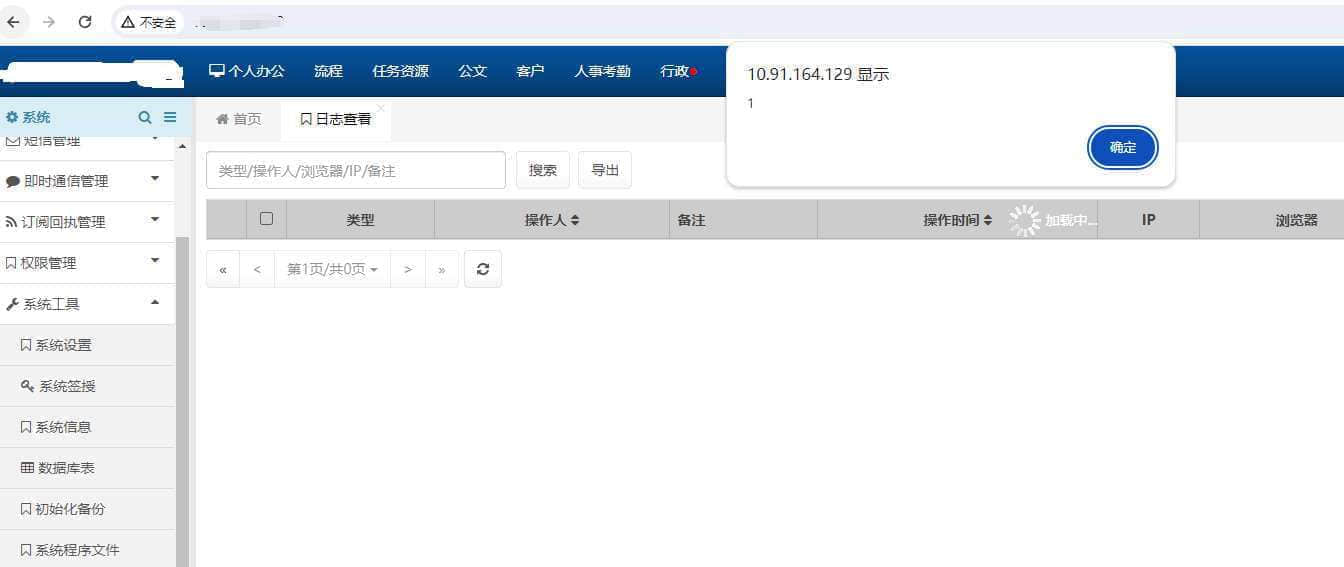 不安全
10.91.164.129 显示
1
确定
个人办公 流程 任务资源 公文 客户 人事考勤 行政
系统
首页 日志查看
短信管理
即时通信管理
订阅回执管理
权限管理
系统工具
系统设置
系统签授
系统信息
数据库表
初始化备份
系统程序文件
类型/操作人/浏览器/IP/备注 搜索 导出
类型 操作人 备注 操作时间 加载中... IP 浏览器
« < 第1页/共0页 > »